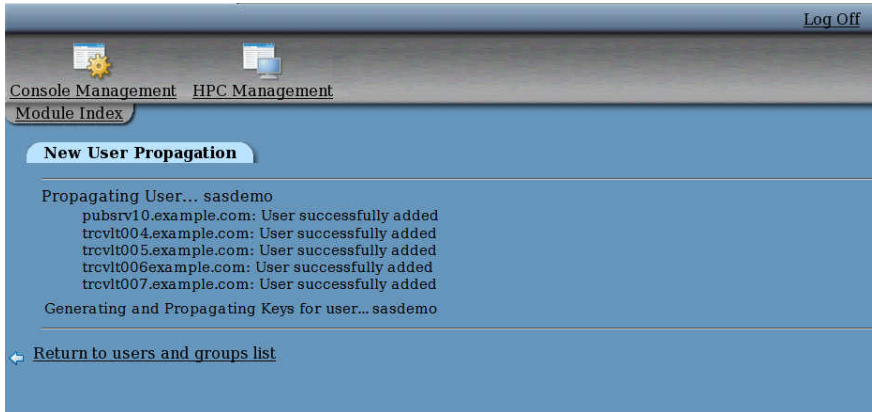 Log Off
Console Management HPC Management
Module Index
New User Propagation
Propagating User... sasdemo
pubsrv10.example.com: User successfully added
trcvlt004.example.com: User successfully added
trcvlt005.example.com: User successfully added
trcvlt006example.com: User successfully added
trcvlt007.example.com: User successfully added
Generating and Propagating Keys for user... sasdemo
Return to users and groups list